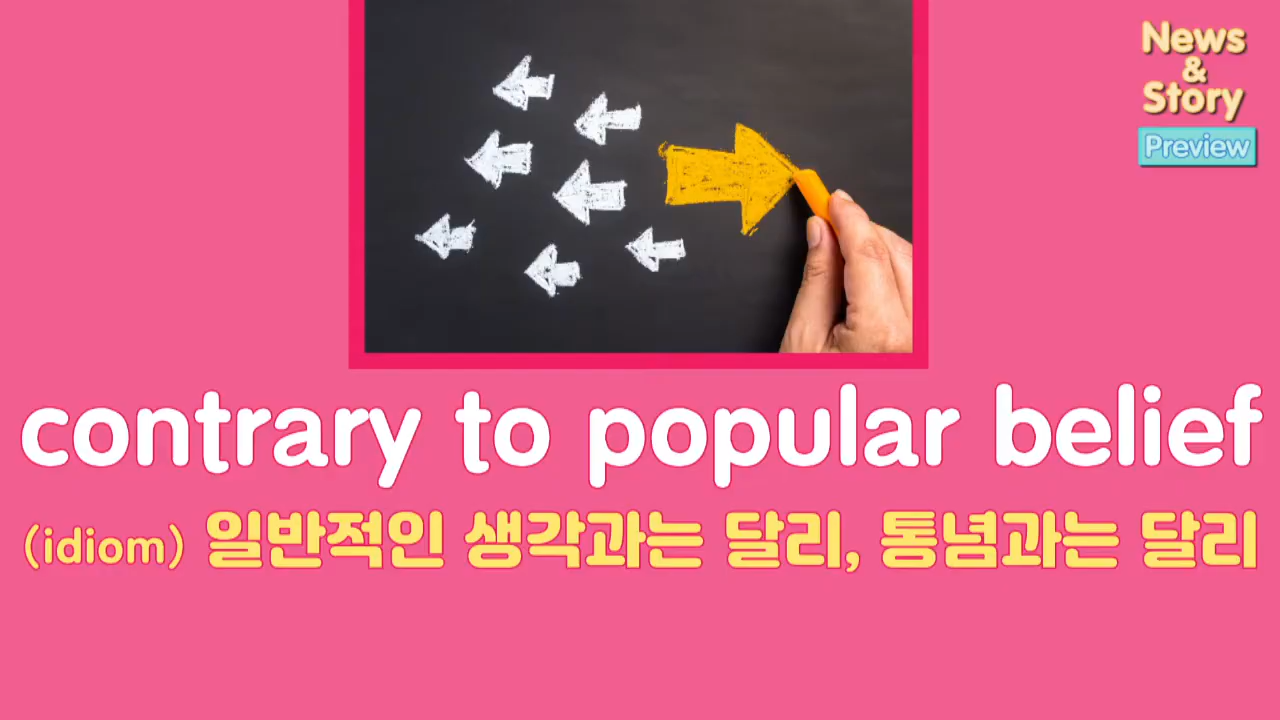 News
&
Story
Preview
contrary to popular belief
(idiom) 일반적인 생각과는 달리, 통념과는 달리